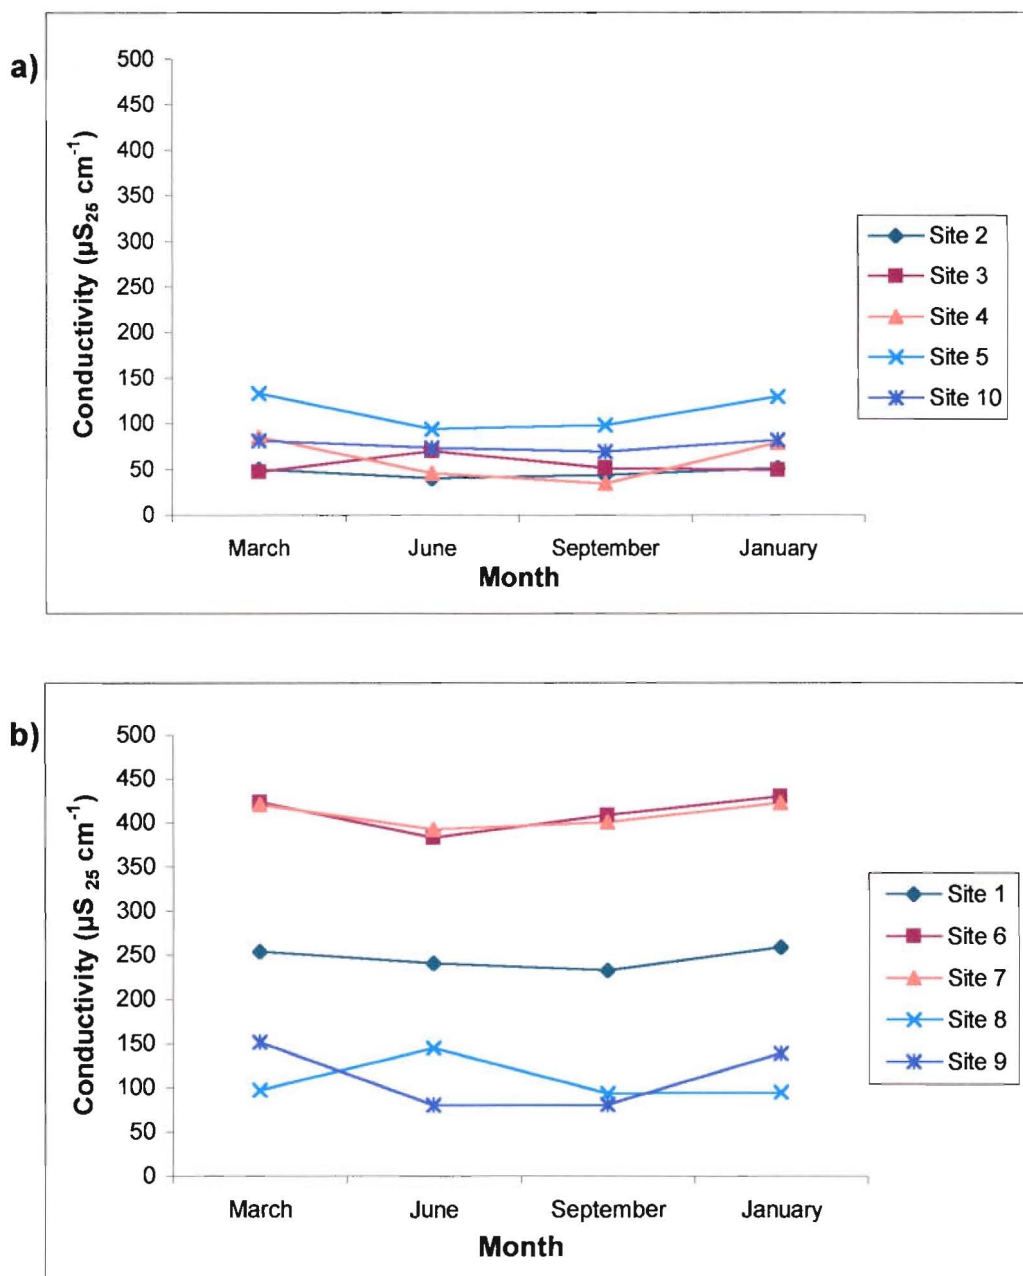 a)
500
450
400
350
300
250
200
150
100
50
0
Conductivity (µS25 cm-1)
March June September January
Month
Site 2
Site 3
Site 4
Site 5
Site 10
b)
500
450
400
350
300
250
200
150
100
50
0
Conductivity (µS 25 cm-1)
March June September January
Month
Site 1
Site 6
Site 7
Site 8
Site 9